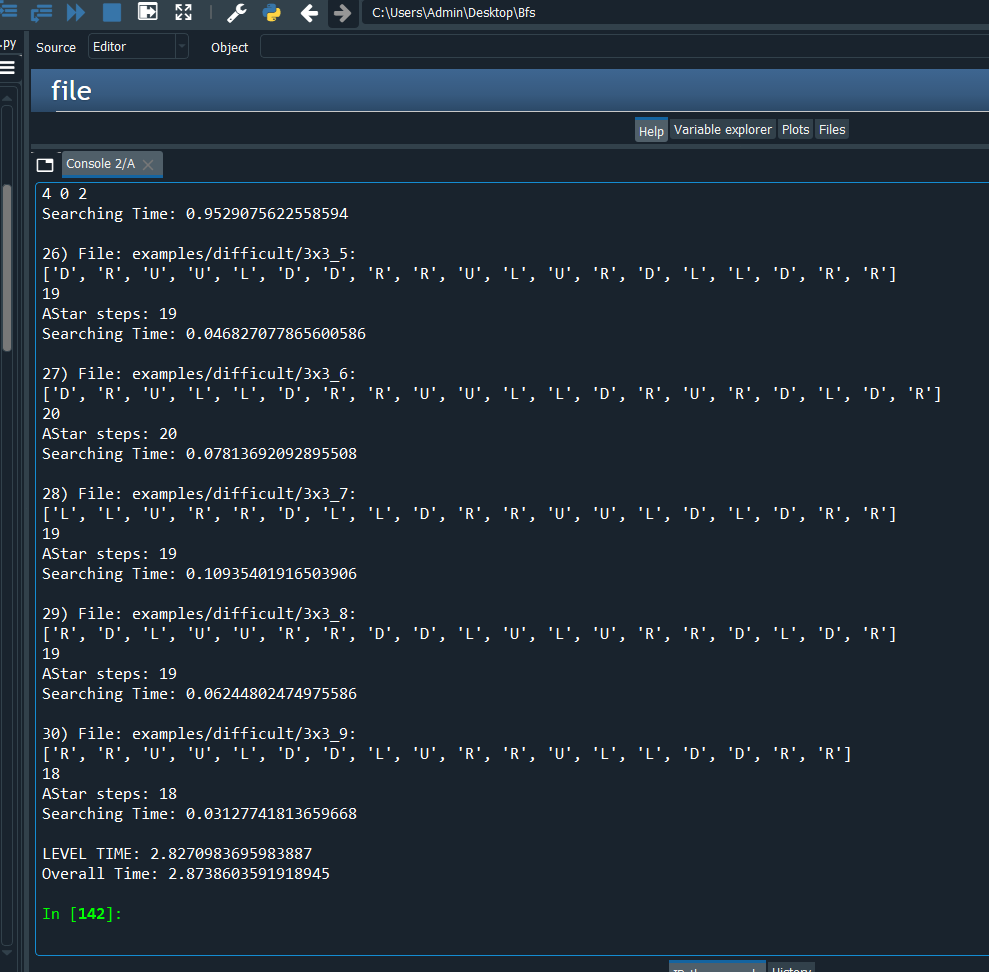 C:\Users\Admin\Desktop\Bfs
.py
Source Editor Object
file
Help Variable explorer Plots Files
Console 2/A
4 0 2
Searching Time: 0.9529075622558594
26) File: examples/difficult/3x3_5:
['D', 'R', 'U', 'U', 'L', 'D', 'D', 'R', 'R', 'U', 'L', 'U', 'R', 'D', 'L', 'L', 'D', 'R', 'R']
19
AStar steps: 19
Searching Time: 0.046827077865600586
27) File: examples/difficult/3x3_6:
['D', 'R', 'U', 'L', 'L', 'D', 'R', 'R', 'U', 'U', 'L', 'L', 'D', 'R', 'U', 'R', 'D', 'L', 'D', 'R']
20
AStar steps: 20
Searching Time: 0.07813692092895508
28) File: examples/difficult/3x3_7:
['L', 'L', 'U', 'R', 'R', 'D', 'L', 'L', 'D', 'R', 'R', 'U', 'U', 'L', 'D', 'L', 'D', 'R', 'R']
19
AStar steps: 19
Searching Time: 0.10935401916503906
29) File: examples/difficult/3x3_8:
['R', 'D', 'L', 'U', 'U', 'R', 'R', 'D', 'D', 'L', 'U', 'L', 'U', 'R', 'R', 'D', 'L', 'D', 'R']
19
AStar steps: 19
Searching Time: 0.06244802474975586
30) File: examples/difficult/3x3_9:
['R', 'R', 'U', 'U', 'L', 'D', 'D', 'L', 'U', 'R', 'R', 'U', 'L', 'L', 'D', 'D', 'R', 'R']
18
AStar steps: 18
Searching Time: 0.03127741813659668
LEVEL TIME: 2.8270983695983887
Overall Time: 2.8738603591918945
In [142]: